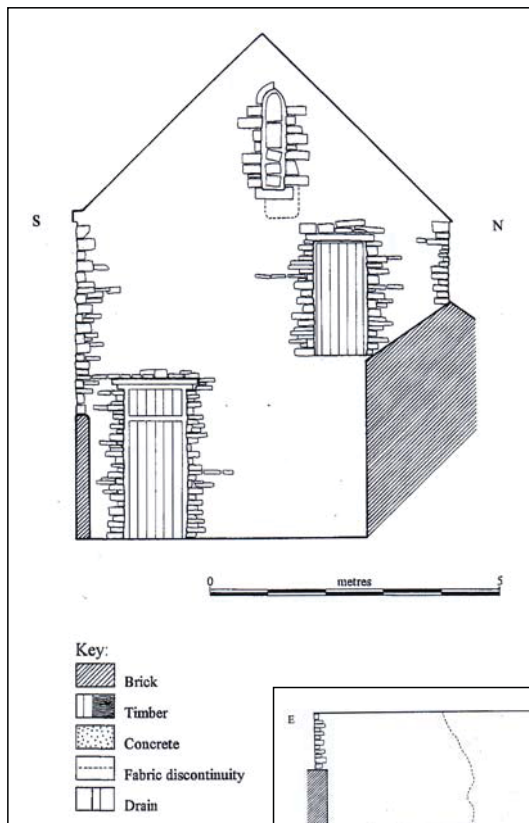 S
N
0 metres 5
Key:
Brick
Timber
Concrete
Fabric discontinuity
Drain
E